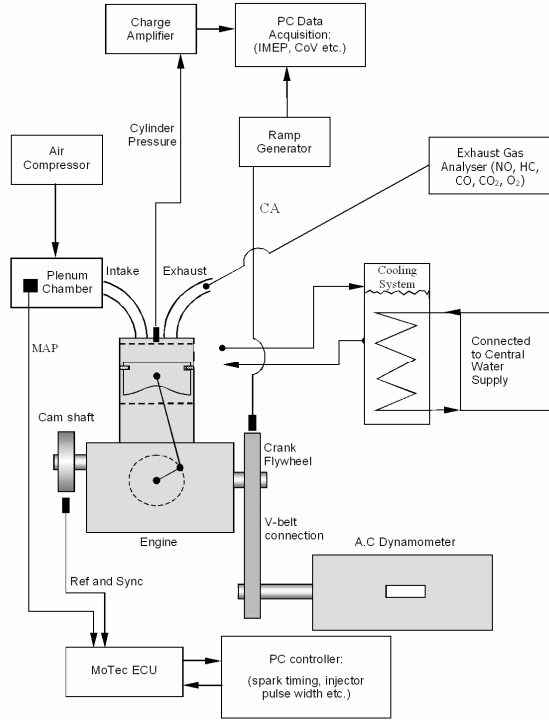 Charge
Amplifier
PC Data
Acquisition:
(IMEP, CoV etc.)
Cylinder
Pressure
Ramp
Generator
Air
Compressor
Exhaust Gas
Analyser (NO, HC,
CO, CO₂, O₂)
CA
Plenum
Chamber
Intake
Exhaust
Cooling
System
MAP
Connected
to Central
Water
Supply
Cam shaft
Crank
Flywheel
Engine
V-belt
connection
A.C Dynamometer
Ref and Sync
MoTec ECU
PC controller:
(spark timing, injector
pulse width etc.)